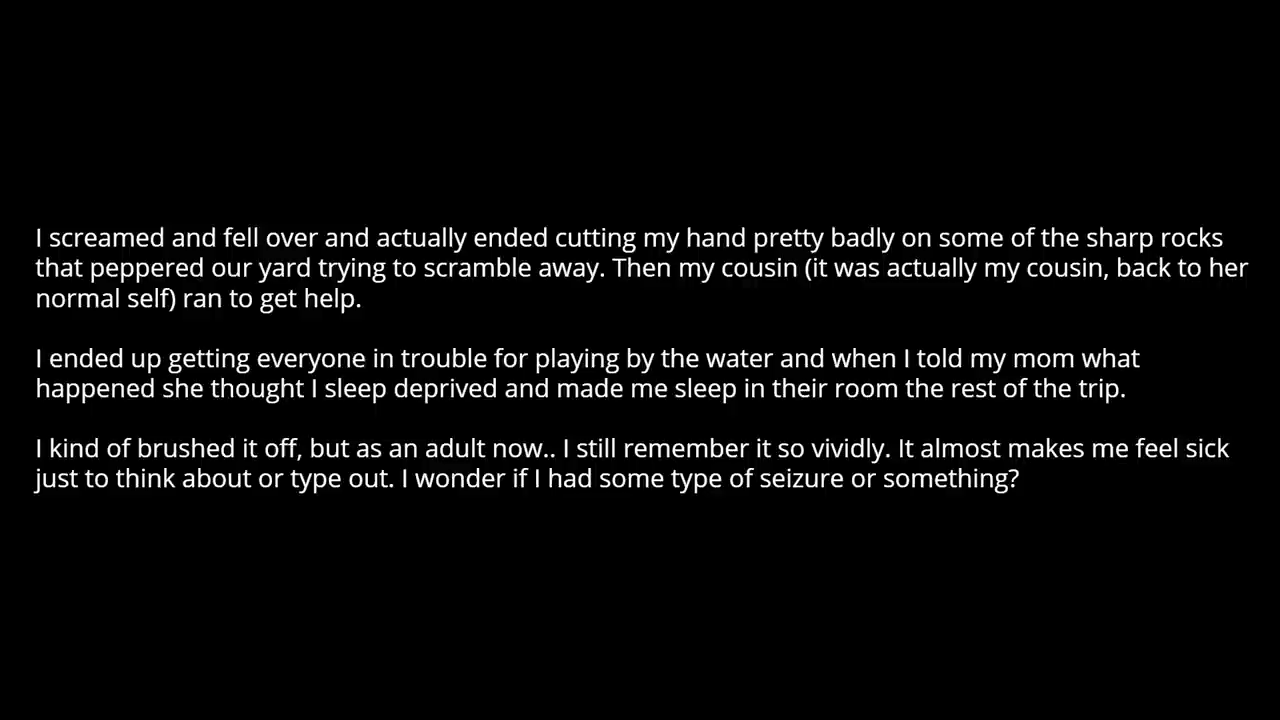 I screamed and fell over and actually ended cutting my hand pretty badly on some of the sharp rocks
that peppered our yard trying to scramble away. Then my cousin (it was actually my cousin, back to her
normal self) ran to get help.
I ended up getting everyone in trouble for playing by the water and when I told my mom what
happened she thought I sleep deprived and made me sleep in their room the rest of the trip.
I kind of brushed it off, but as an adult now.. I still remember it so vividly. It almost makes me feel sick
just to think about or type out. I wonder if I had some type of seizure or something?